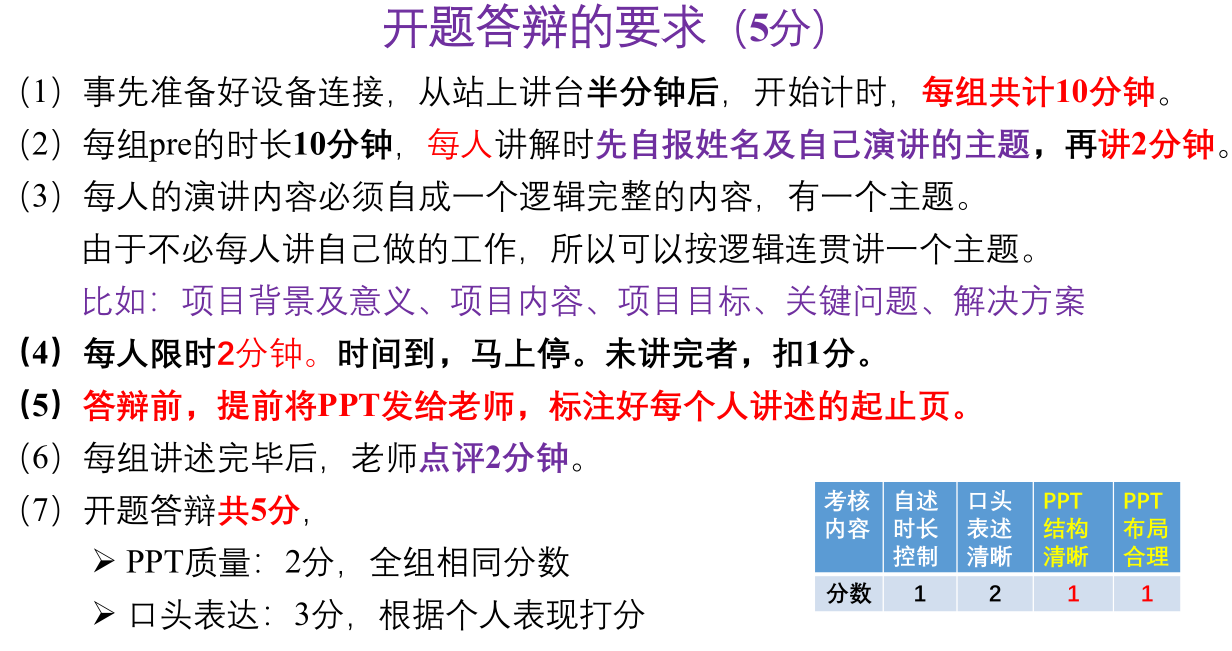 开题答辩的要求（5分）
（1）事先准备好设备连接，从站上讲台半分钟后，开始计时，每组共计10分钟。
（2）每组pre的时长10分钟，每人讲解时先自报姓名及自己演讲的主题，再讲2分钟。
（3）每人的演讲内容必须自成一个逻辑完整的内容，有一个主题。
由于不必每人讲自己做的工作，所以可以按逻辑连贯讲一个主题。
比如：项目背景及意义、项目内容、项目目标、关键问题、解决方案
（4）每人限时2分钟。时间到，马上停。未讲完者，扣1分。
（5）答辩前，提前将PPT发给老师，标注好每个人讲述的起止页。
（6）每组讲述完毕后，老师点评2分钟。
（7）开题答辩共5分，
➢ PPT质量：2分，全组相同分数
➢ 口头表达：3分，根据个人表现打分
考核 自述 口头 PPT PPT
内容 时长 表述 结构 布局
控制 清晰 清晰 合理
分数 1 2 1 1